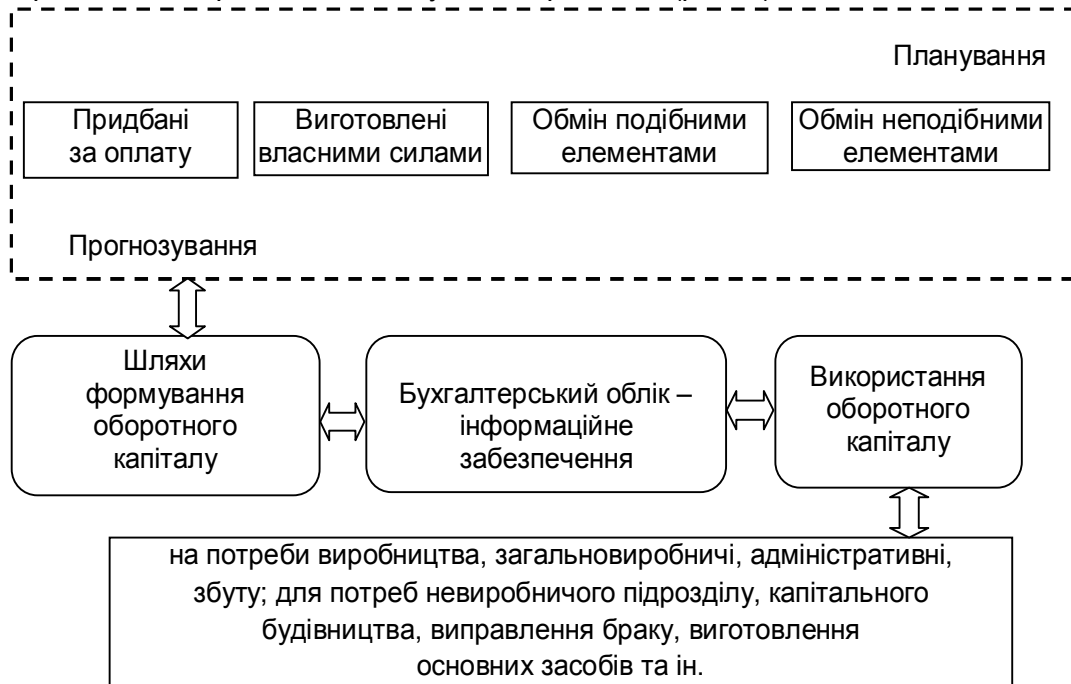 Планування
Придбані
за оплату
Виготовлені
власними силами
Обмін подібними
елементами
Обмін неподібними
елементами
Прогнозування
Шляхи
формування
оборотного
капіталу
Бухгалтерський облік –
інформаційне
забезпечення
Використання
оборотного
капіталу
на потреби виробництва, загальновиробничі, адміністративні,
збуту; для потреб невиробничого підрозділу, капітального
будівництва, виправлення браку, виготовлення
основних засобів та ін.